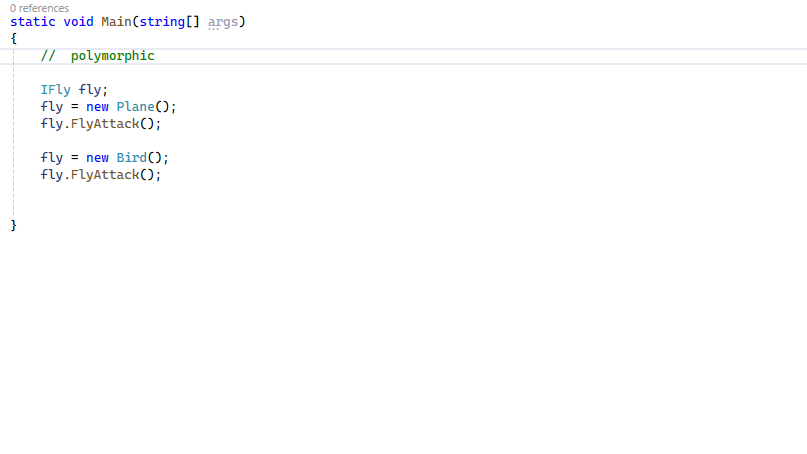 0 references
static void Main(string[] args)
{
//  polymorphic
IFly fly;
fly = new Plane();
fly.FlyAttack();
fly = new Bird();
fly.FlyAttack();
}